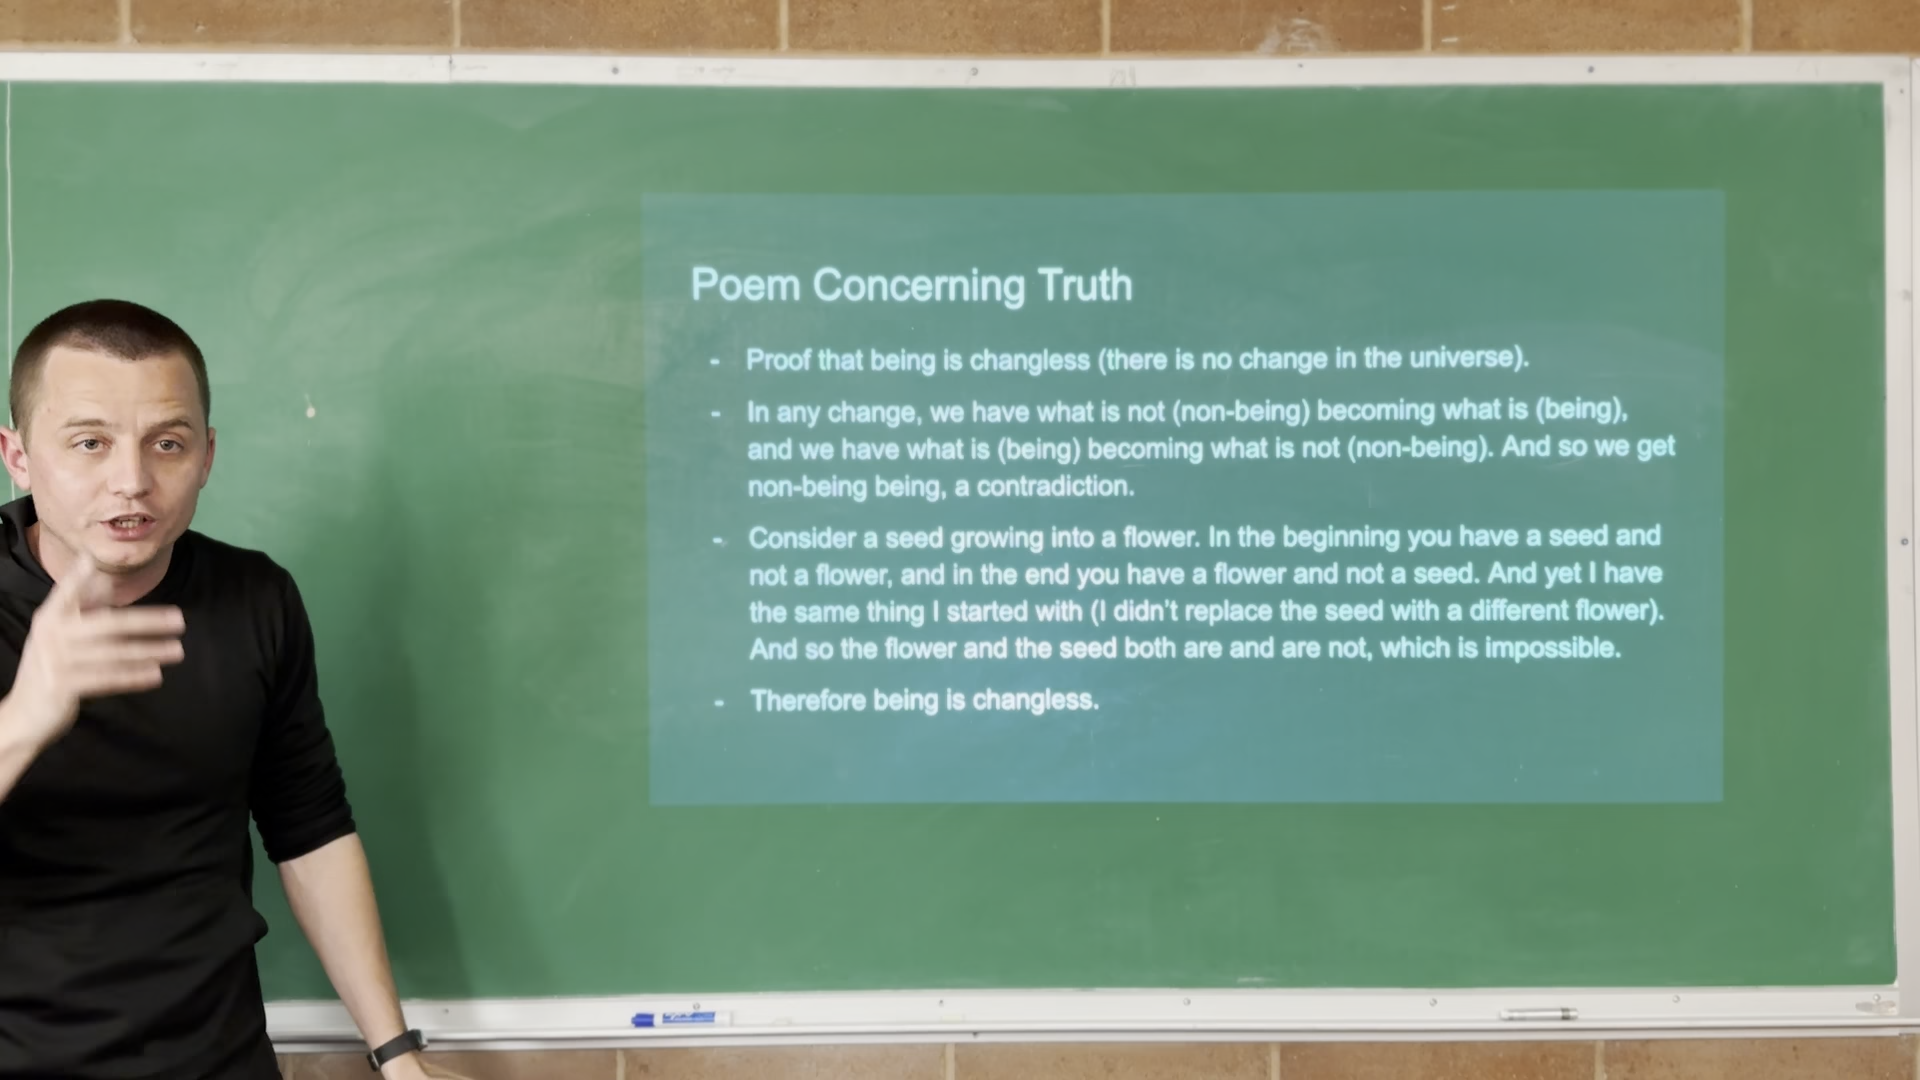 Poem Concerning Truth
- Proof that being is changless (there is no change in the universe).
- In any change, we have what is not (non-being) becoming what is (being),
and we have what is (being) becoming what is not (non-being). And so we get
non-being being, a contradiction.
- Consider a seed growing into a flower. In the beginning you have a seed and
not a flower, and in the end you have a flower and not a seed. And yet I have
the same thing I started with (I didn't replace the seed with a different flower).
And so the flower and the seed both are and are not, which is impossible.
- Therefore being is changless.